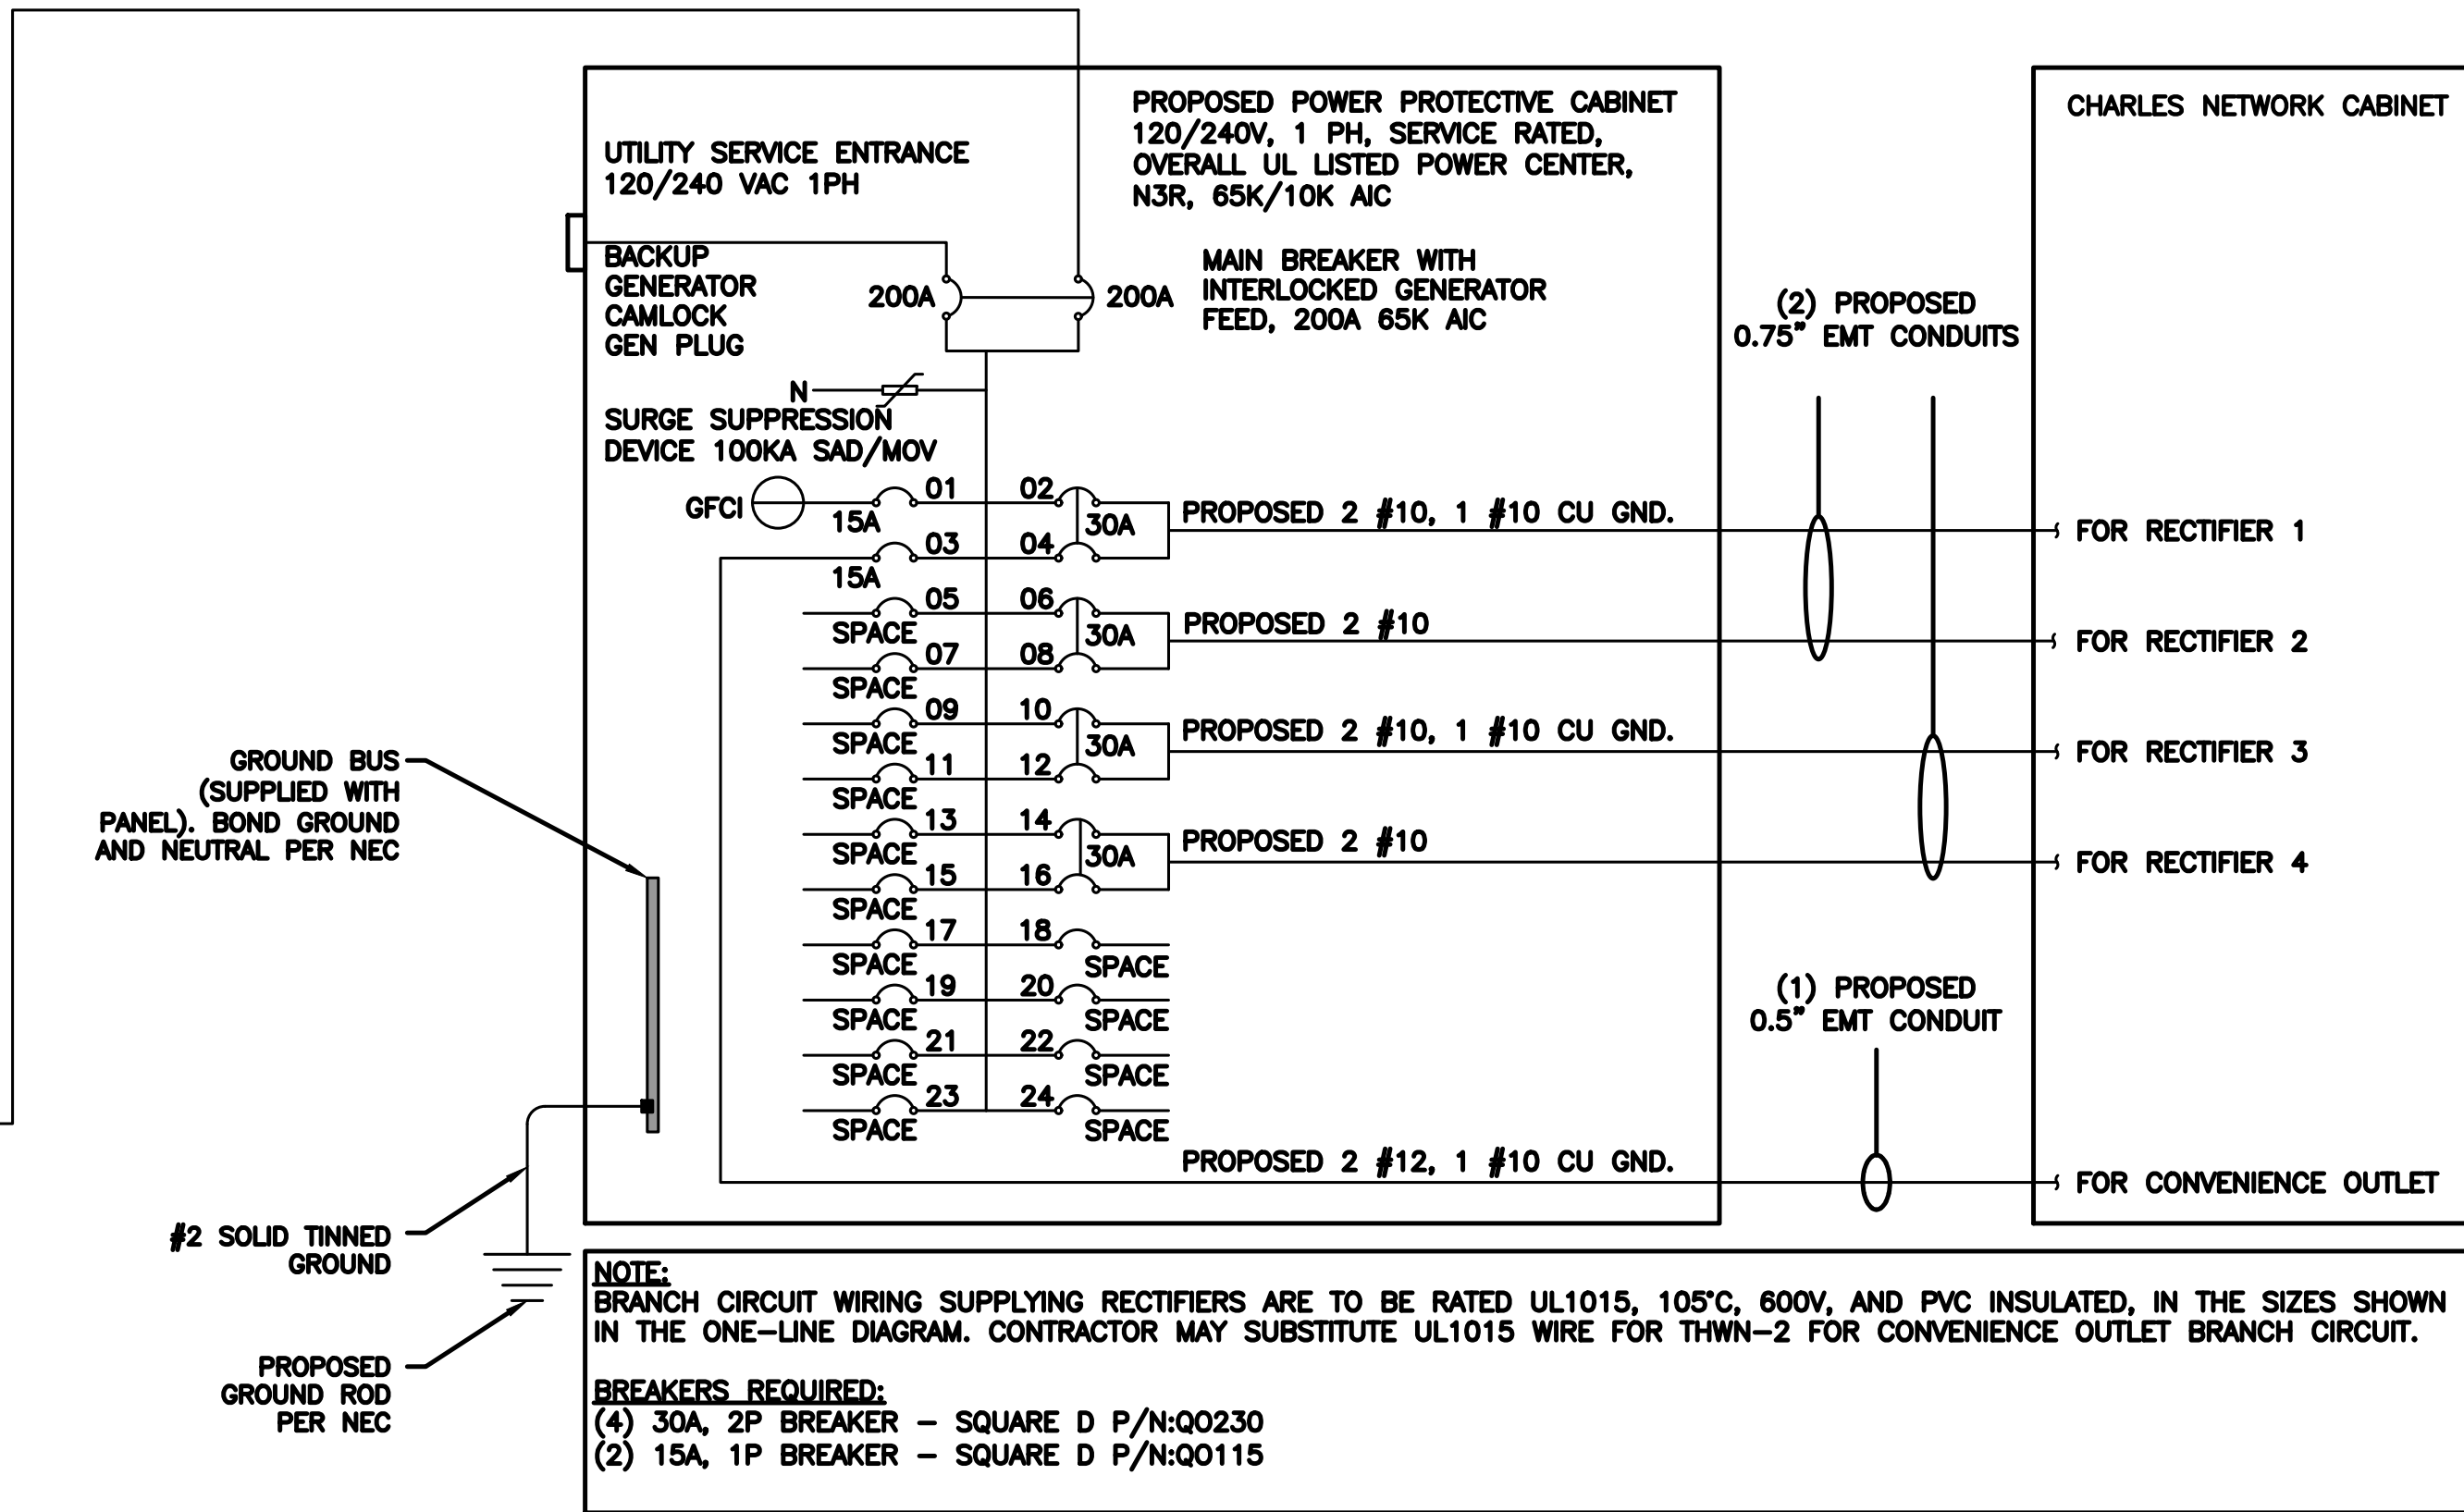 UTILITY SERVICE ENTRANCE
120/240 VAC 1PH
PROPOSED POWER PROTECTIVE CABINET
120/240V, 1 PH, SERVICE RATED,
OVERALL UL LISTED POWER CENTER,
N3R, 65K/10K AIC
CHARLES NETWORK CABINET
BACKUP
GENERATOR
CAMLOCK
GEN PLUG
200A
200A
MAIN BREAKER WITH
INTERLOCKED GENERATOR
FEED, 200A 65K AIC
(2) PROPOSED
0.75" EMT CONDUITS
N
SURGE SUPPRESSION
DEVICE 100KA SAD/MOV
GFCI
15A
01
02
30A
PROPOSED 2 #10, 1 #10 CU GND.
FOR RECTIFIER 1
03
04
15A
05
06
30A
PROPOSED 2 #10
FOR RECTIFIER 2
SPACE
07
08
SPACE
09
10
30A
PROPOSED 2 #10, 1 #10 CU GND.
FOR RECTIFIER 3
SPACE
11
12
SPACE
13
14
30A
PROPOSED 2 #10
FOR RECTIFIER 4
SPACE
15
16
SPACE
17
18
SPACE
SPACE
19
20
SPACE
SPACE
21
22
SPACE
SPACE
23
24
SPACE
SPACE
(1) PROPOSED
0.5" EMT CONDUIT
PROPOSED 2 #12, 1 #10 CU GND.
FOR CONVENIENCE OUTLET
GROUND BUS
(SUPPLIED WITH
PANEL). BOND GROUND
AND NEUTRAL PER NEC
#2 SOLID TINNED
GROUND
PROPOSED
GROUND ROD
PER NEC
NOTE:
BRANCH CIRCUIT WIRING SUPPLYING RECTIFIERS ARE TO BE RATED UL1015, 105°C, 600V, AND PVC INSULATED, IN THE SIZES SHOWN
IN THE ONE-LINE DIAGRAM. CONTRACTOR MAY SUBSTITUTE UL1015 WIRE FOR THWN-2 FOR CONVENIENCE OUTLET BRANCH CIRCUIT.
BREAKERS REQUIRED:
(4) 30A, 2P BREAKER - SQUARE D P/N:QO230
(2) 15A, 1P BREAKER - SQUARE D P/N:QO115